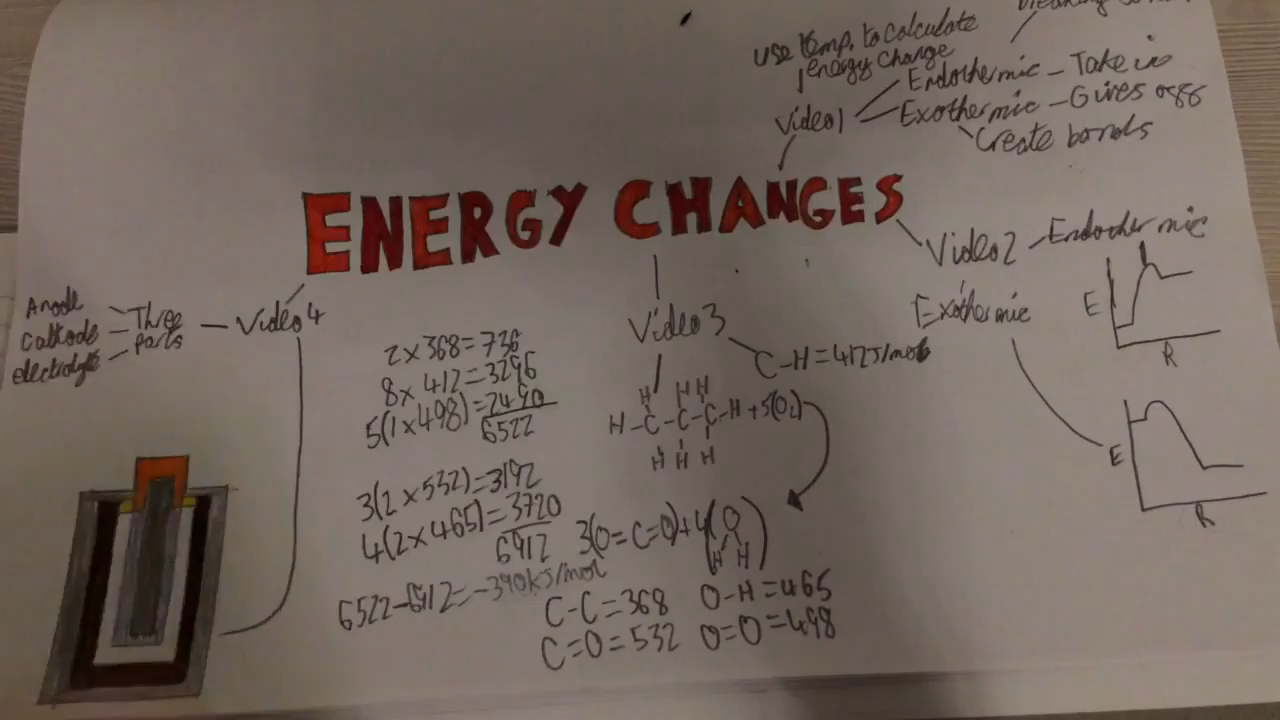 use temp. to calculate
energy change
Video1
Endothermic - Take in
Exothermic - Gives off
Create bonds
ENERGY CHANGES
Video2 - Endothermic
Exothermic
E
R
E
R
Anode
Cathode
electrolyte
Three
parts
Video4
Video3
C-H=412J/mol
2×368=736
8×412=3296
5(1×498)=2490
6522
3(2×532)=3192
4(2×465)=3720
6912
6522-6912=-390kJ/mol
H H H
H-C-C-C-H+5(O2)
H H H
3(O=C=O)+4(O
H H)
C-C=368
C=O=532
O-H=465
O=O=498